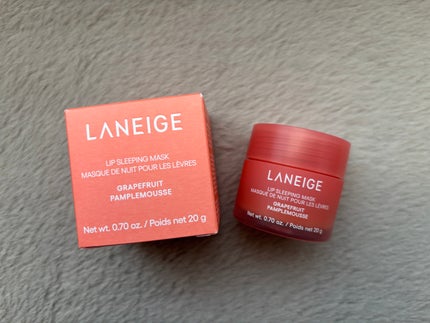 LANEIGE
LIP SLEEPING MASK
MASQUE DE NUIT POUR LES LÈVRES
GRAPEFRUIT
PAMPLEMOUSSE
Net wt. 0.70 oz. / Poids net 20 g
LANEIGE
LIP SLEEPING MASK
MASQUE DE NUIT POUR LES LÈVRES
GRAPEFRUIT
PAMPLEMOUSSE
Net wt. 0.70 oz. / Poids net 20 g